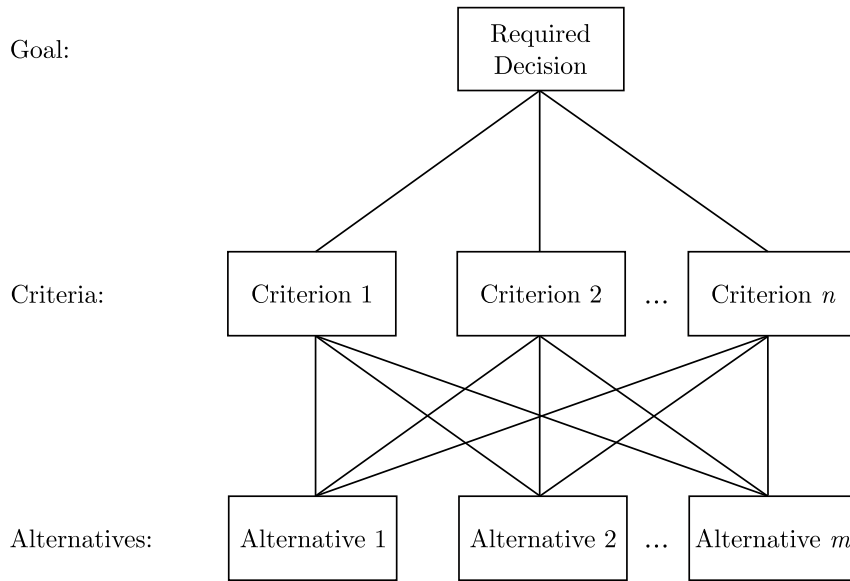 Goal:
Required
Decision
Criteria:
Criterion 1
Criterion 2
...
Criterion n
Alternatives:
Alternative 1
Alternative 2
...
Alternative m